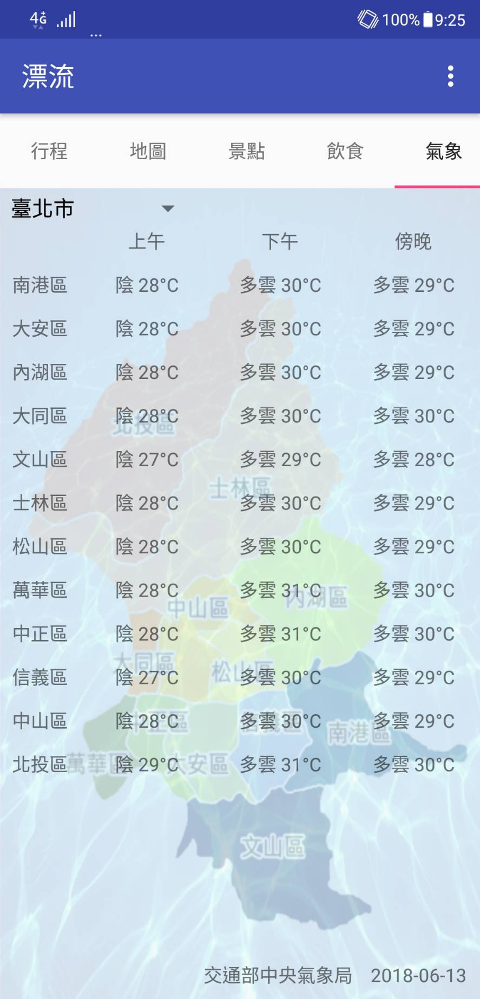 4G+ 100% 9:25
...
漂流
行程 地圖 景點 飲食 氣象
臺北市
上午 下午 傍晚
南港區 陰 28°C 多雲 30°C 多雲 29°C
大安區 陰 28°C 多雲 30°C 多雲 29°C
內湖區 陰 28°C 多雲 30°C 多雲 29°C
大同區 陰 28°C 多雲 30°C 多雲 30°C
北投區
文山區 陰 27°C 多雲 29°C 多雲 28°C
士林區
士林區 陰 28°C 多雲 30°C 多雲 29°C
松山區 陰 28°C 多雲 30°C 多雲 29°C
萬華區 陰 28°C 多雲 31°C 多雲 30°C
中山區 內湖區
中正區 陰 28°C 多雲 31°C 多雲 30°C
大同區 松山區
信義區 陰 27°C 多雲 30°C 多雲 29°C
中山區 陰 28°C 多雲 30°C 多雲 29°C
中正區 信義區 南港區
北投區 陰 29°C 多雲 31°C 多雲 30°C
萬華區 大安區
文山區
交通部中央氣象局 2018-06-13